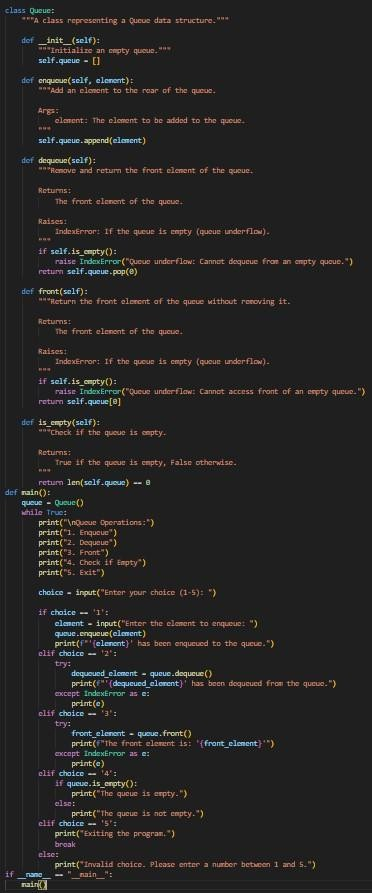 class Queue:
    """A class representing a Queue data structure."""

    def __init__(self):
        """Initialize an empty queue."""
        self.queue = []

    def enqueue(self, element):
        """Add an element to the rear of the queue.

        Args:
            element: The element to be added to the queue.
        """
        self.queue.append(element)

    def dequeue(self):
        """Remove and return the front element of the queue.

        Returns:
            The front element of the queue.

        Raises:
            IndexError: If the queue is empty (queue underflow).
        """
        if self.is_empty():
            raise IndexError("Queue underflow: Cannot dequeue from an empty queue.")
        return self.queue.pop(0)

    def front(self):
        """Return the front element of the queue without removing it.

        Returns:
            The front element of the queue.

        Raises:
            IndexError: If the queue is empty (queue underflow).
        """
        if self.is_empty():
            raise IndexError("Queue underflow: Cannot access front of an empty queue.")
        return self.queue[0]

    def is_empty(self):
        """Check if the queue is empty.

        Returns:
            True if the queue is empty, False otherwise.
        """
        return len(self.queue) == 0
def main():
    queue = Queue()
    while True:
        print("\nQueue Operations:")
        print("1. Enqueue")
        print("2. Dequeue")
        print("3. Front")
        print("4. Check if Empty")
        print("5. Exit")

        choice = input("Enter your choice (1-5): ")

        if choice == '1':
            element = input("Enter the element to enqueue: ")
            queue.enqueue(element)
            print(f"'{element}' has been enqueued to the queue.")
        elif choice == '2':
            try:
                dequeued_element = queue.dequeue()
                print(f"'{dequeued_element}' has been dequeued from the queue.")
            except IndexError as e:
                print(e)
        elif choice == '3':
            try:
                front_element = queue.front()
                print(f"The front element is: '{front_element}'")
            except IndexError as e:
                print(e)
        elif choice == '4':
            if queue.is_empty():
                print("The queue is empty.")
            else:
                print("The queue is not empty.")
        elif choice == '5':
            print("Exiting the program.")
            break
        else:
            print("Invalid choice. Please enter a number between 1 and 5.")
if __name__ == "__main__":
    main()